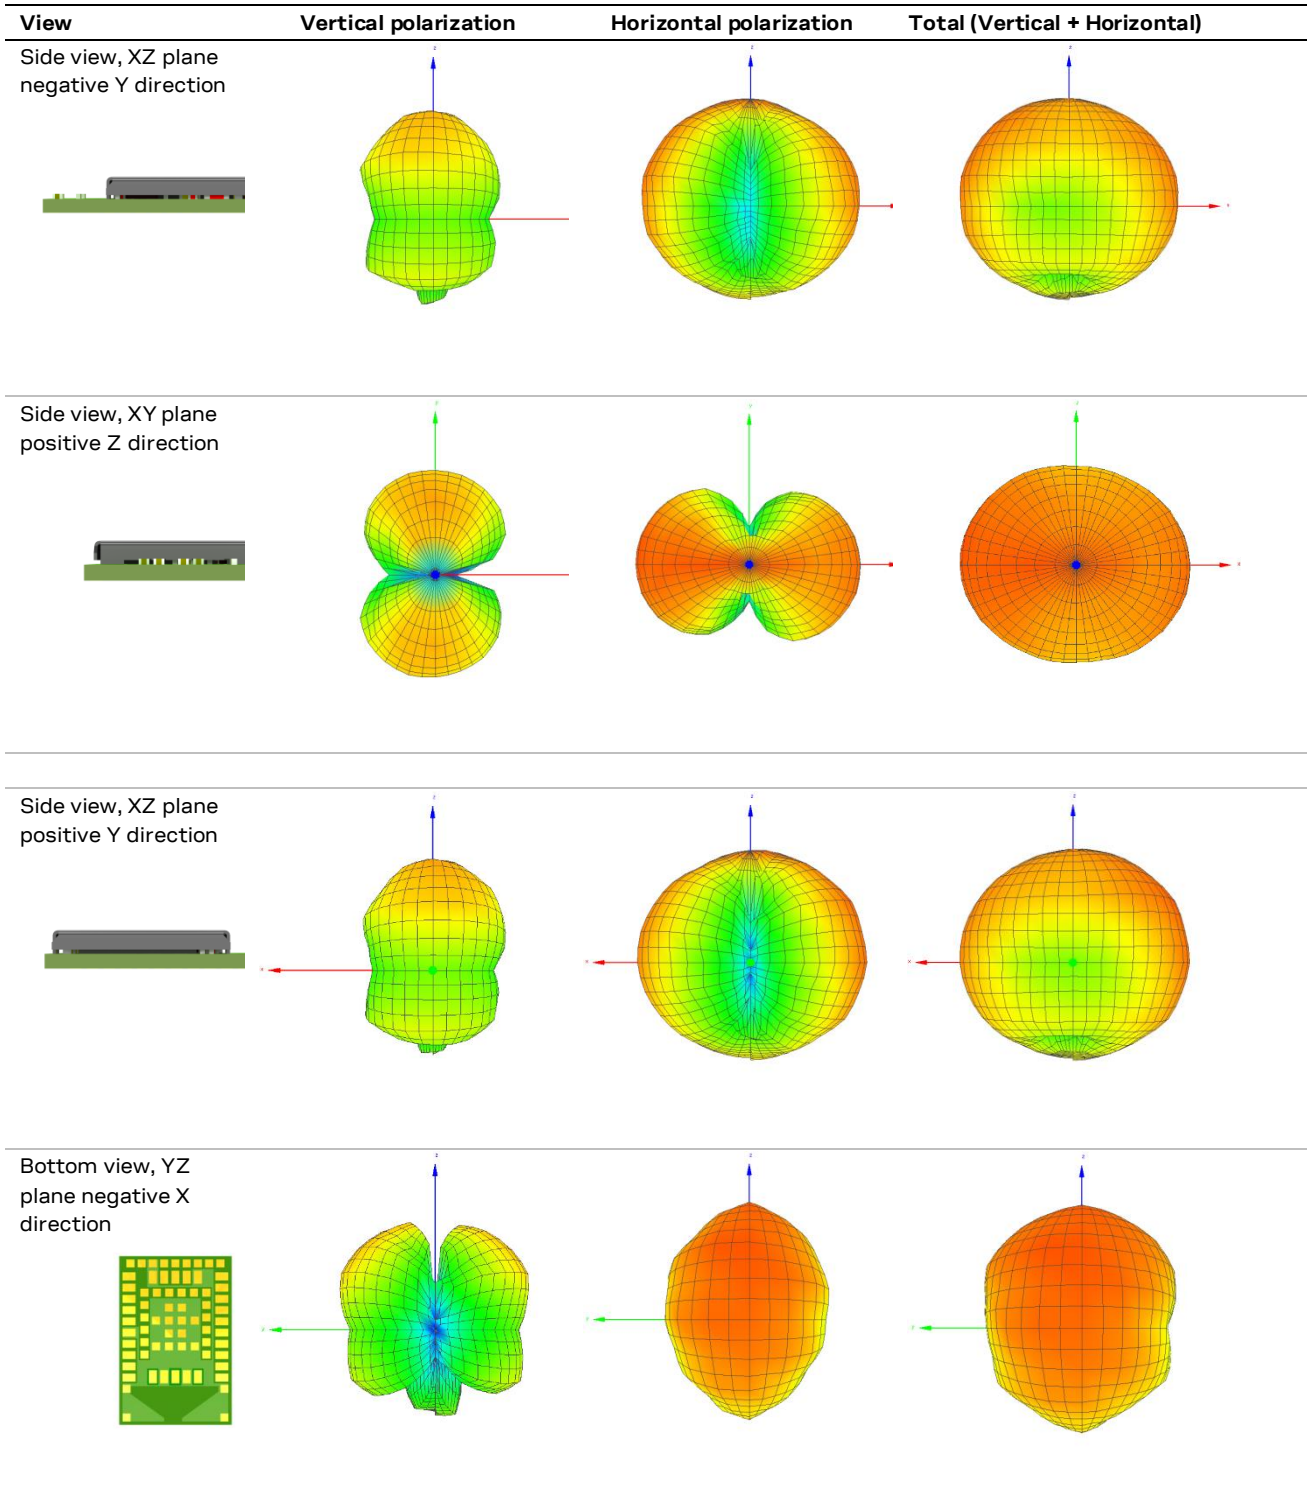 View Vertical polarization Horizontal polarization Total (Vertical + Horizontal)
Side view, XZ plane
negative Y direction
Side view, XY plane
positive Z direction
Side view, XZ plane
positive Y direction
Bottom view, YZ
plane negative X
direction